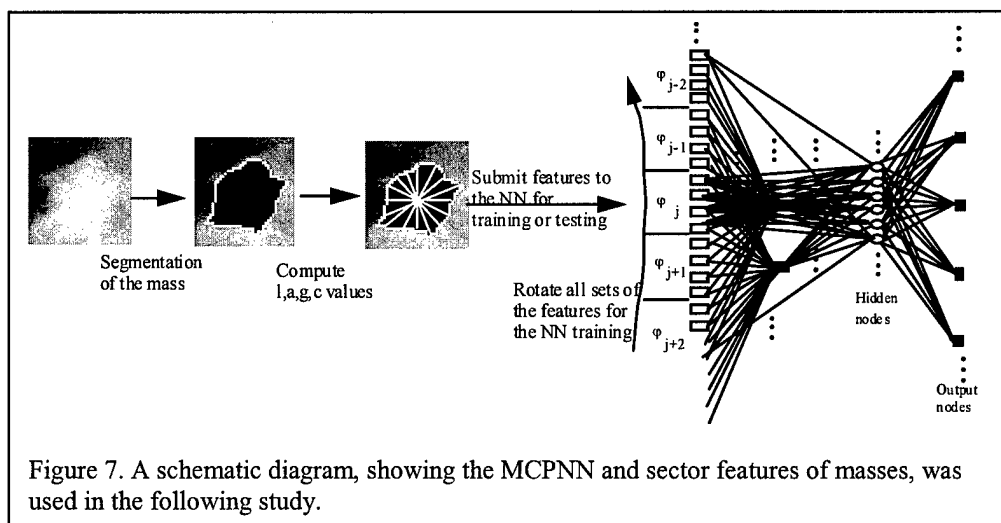 Segmentation
of the mass
Compute
l,a,g,c values
Submit features to
the NN for
training or testing
Rotate all sets of
the features for
the NN training
φ j-2
φ j-1
φ j
φ j+1
φ j+2
Hidden
nodes
Output
nodes
Figure 7. A schematic diagram, showing the MCPNN and sector features of masses, was
used in the following study.